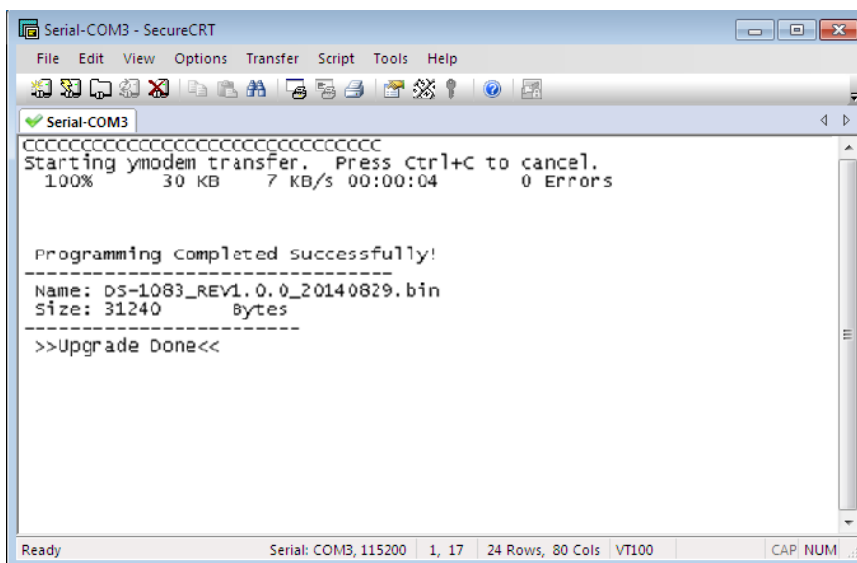 Serial-COM3 - SecureCRT
File Edit View Options Transfer Script Tools Help
Serial-COM3
CCCCCCCCCCCCCCCCCCCCCCCCCCCCCCCC
Starting ymodem transfer.  Press Ctrl+C to cancel.
100%      30 KB    7 KB/s 00:00:04       0 Errors
Programming Completed Successfully!
--------------------------------
Name: DS-1083_REV1.0.0_20140829.bin
Size: 31240      Bytes
------------------------
>>Upgrade Done<<
Ready Serial: COM3, 115200 1, 17 24 Rows, 80 Cols VT100 CAP NUM